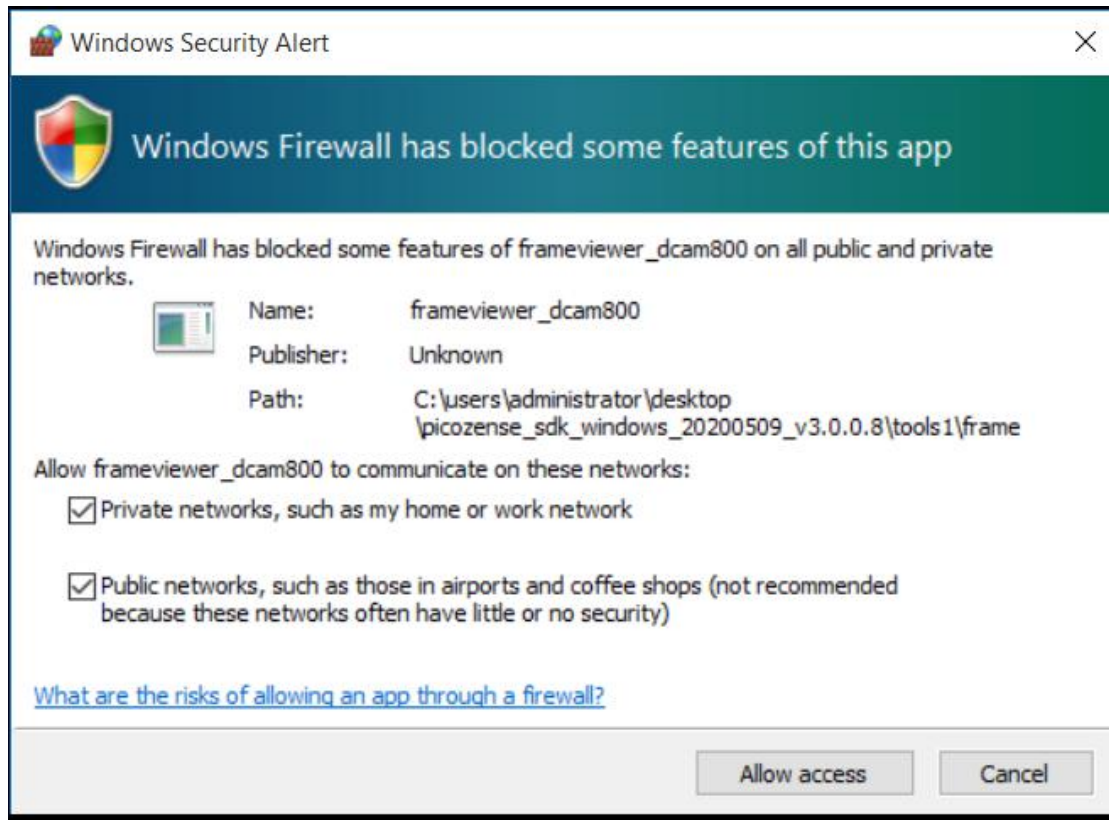 Windows Security Alert
Windows Firewall has blocked some features of this app
Windows Firewall has blocked some features of frameviewer_dcam800 on all public and private
networks.
Name: frameviewer_dcam800
Publisher: Unknown
Path: C:\users\administrator\desktop
\picozense_sdk_windows_20200509_v3.0.0.8\tools1\frame
Allow frameviewer_dcam800 to communicate on these networks:
Private networks, such as my home or work network
Public networks, such as those in airports and coffee shops (not recommended
because these networks often have little or no security)
What are the risks of allowing an app through a firewall?
Allow access Cancel